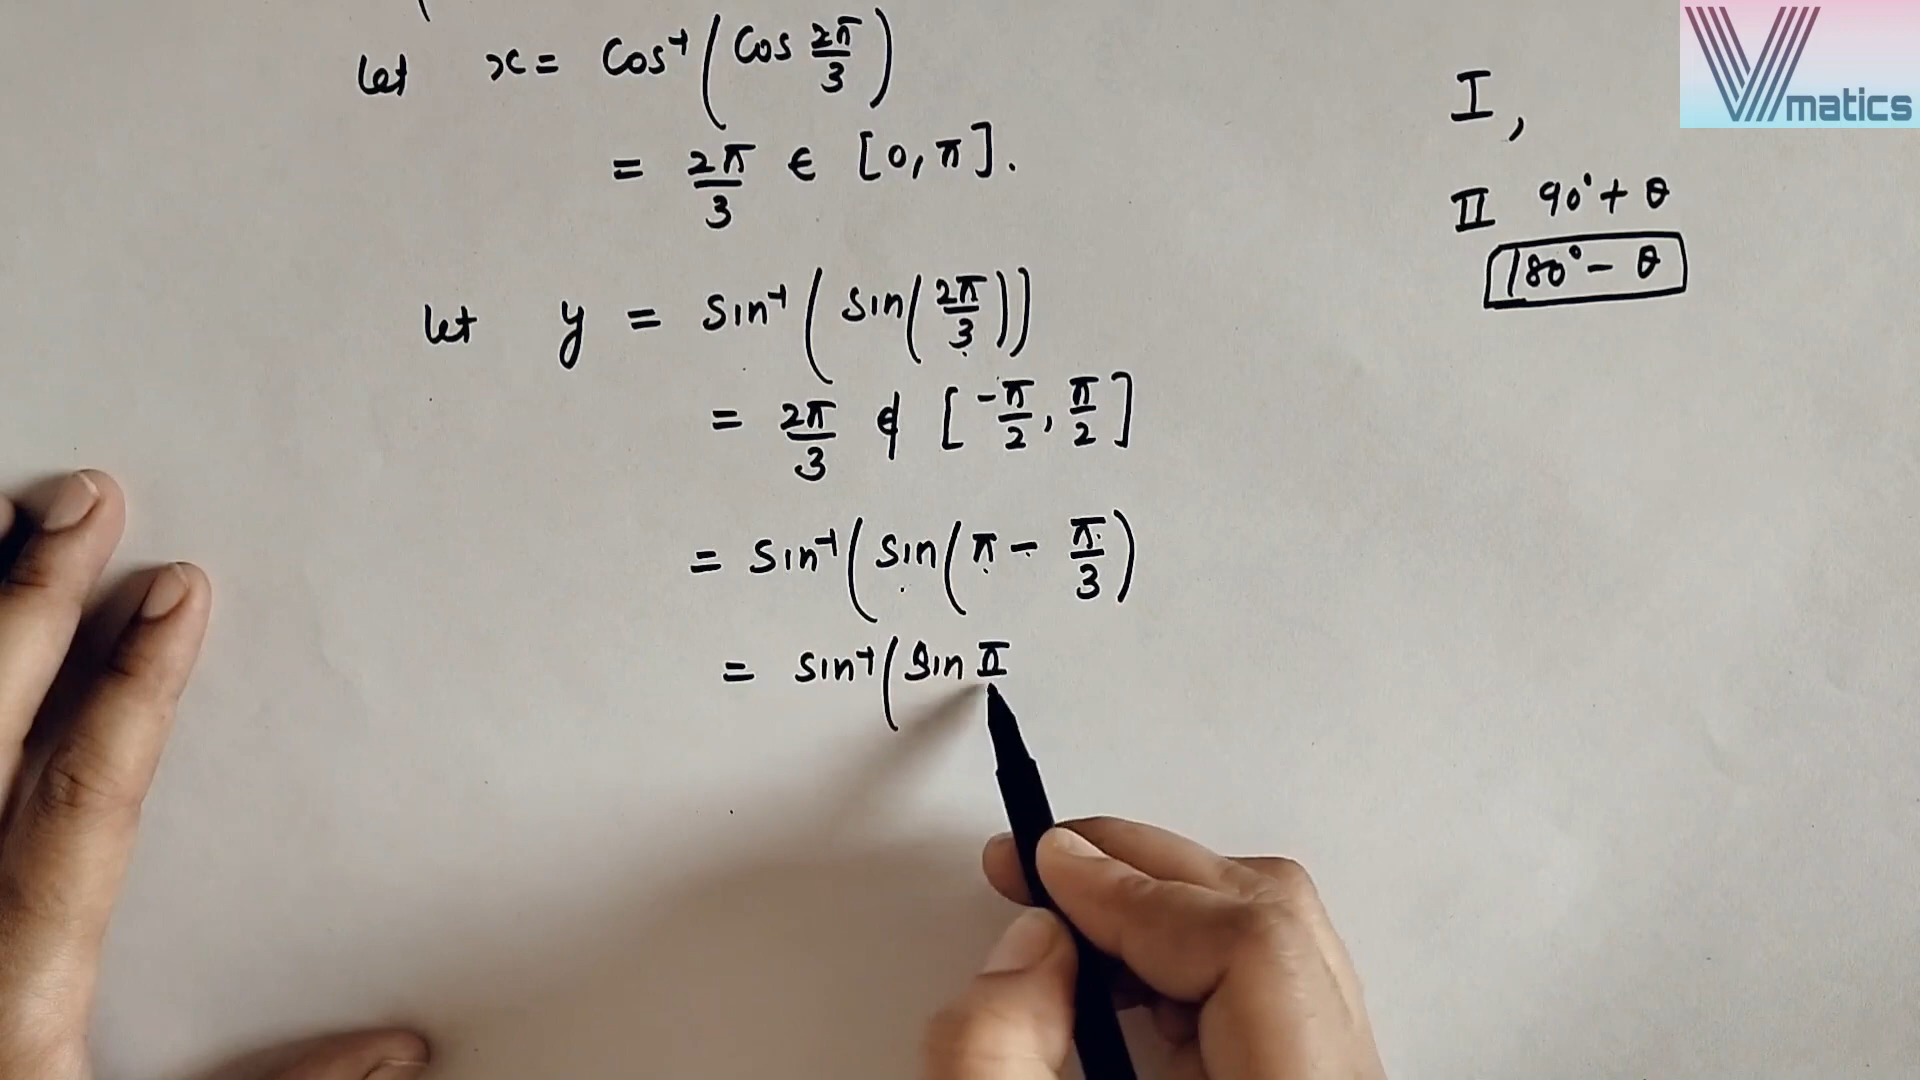 let x = Cos⁻¹(Cos 2π/3)
= 2π/3 ∈ [0, π].
let y = Sin⁻¹(Sin(2π/3))
= 2π/3 ∉ [-π/2, π/2]
= Sin⁻¹(Sin(π - π/3)
= Sin⁻¹(Sin π
I,
II 90° + θ
180° - θ
Vmatics